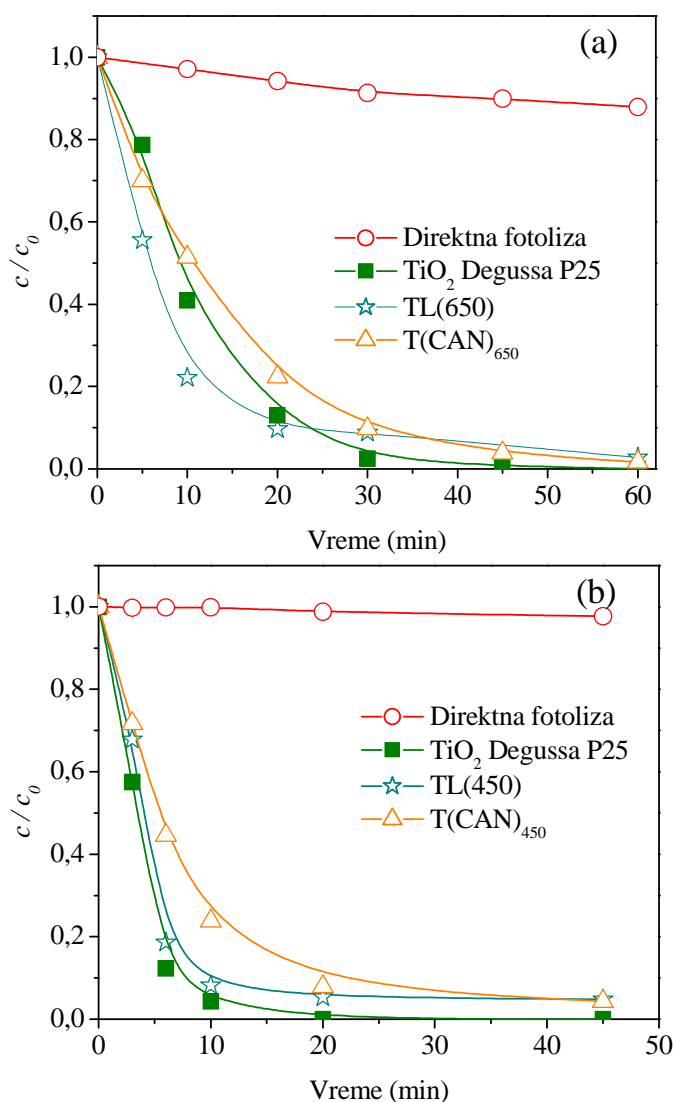 (a)
1,0
0,8
0,6
0,4
0,2
0,0
c / c0
Direktna fotoliza
TiO2 Degussa P25
TL(650)
T(CAN)650
0 10 20 30 40 50 60
Vreme (min)
(b)
1,0
0,8
0,6
0,4
0,2
0,0
c / c0
Direktna fotoliza
TiO2 Degussa P25
TL(450)
T(CAN)450
0 10 20 30 40 50
Vreme (min)